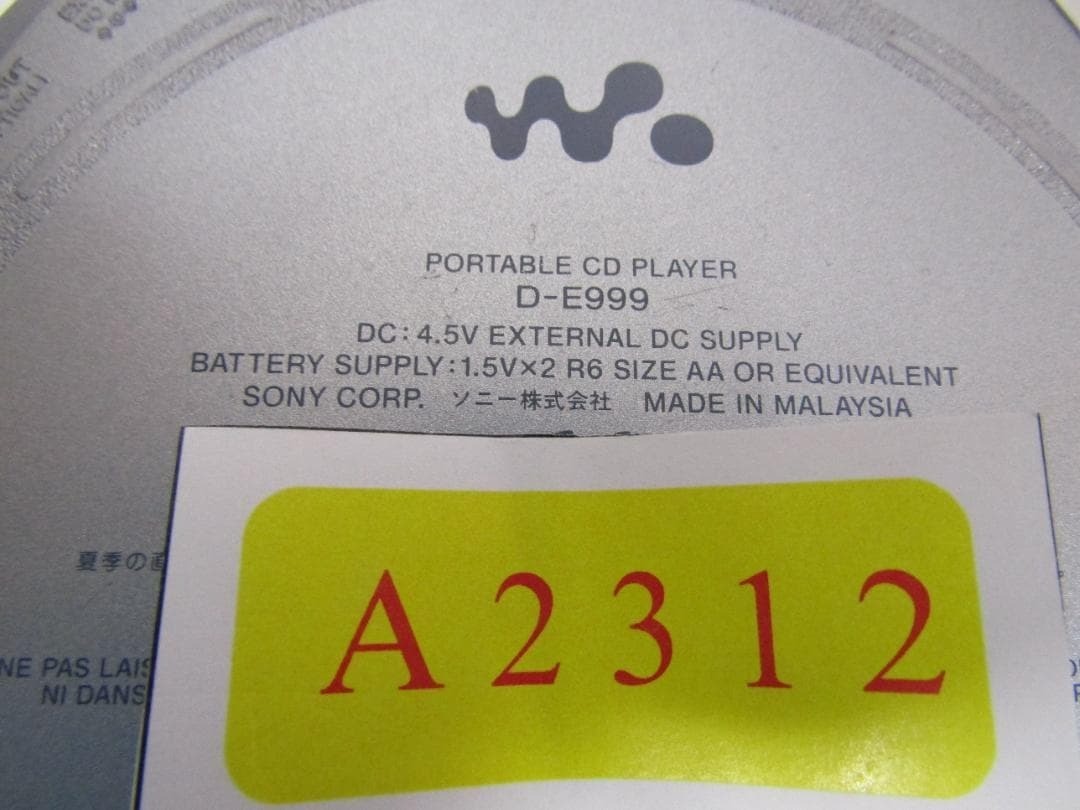 PORTABLE CD PLAYER
D-E999
DC: 4.5V EXTERNAL DC SUPPLY
BATTERY SUPPLY: 1.5V×2 R6 SIZE AA OR EQUIVALENT
SONY CORP. ソニー株式会社 MADE IN MALAYSIA
A2312
夏季の直
NE PAS LAIS
NI DANS